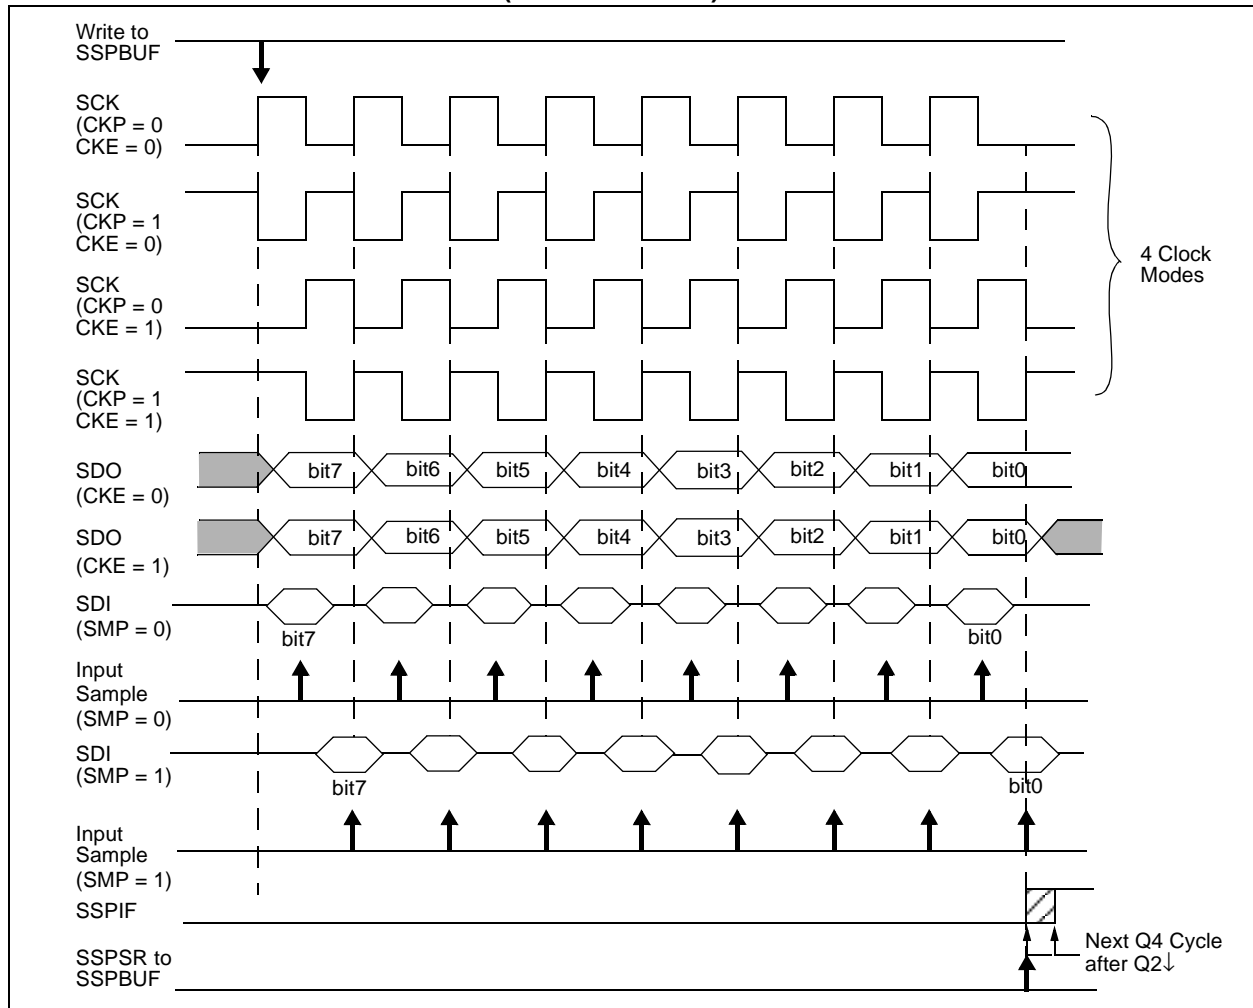 Write to
SSPBUF
SCK
(CKP = 0
CKE = 0)
SCK
(CKP = 1
CKE = 0)
SCK
(CKP = 0
CKE = 1)
SCK
(CKP = 1
CKE = 1)
4 Clock
Modes
SDO
(CKE = 0)
bit7 bit6 bit5 bit4 bit3 bit2 bit1 bit0
SDO
(CKE = 1)
bit7 bit6 bit5 bit4 bit3 bit2 bit1 bit0
SDI
(SMP = 0)
bit7 bit0
Input
Sample
(SMP = 0)
SDI
(SMP = 1)
bit7 bit0
Input
Sample
(SMP = 1)
SSPIF
Next Q4 Cycle
after Q2↓
SSPSR to
SSPBUF